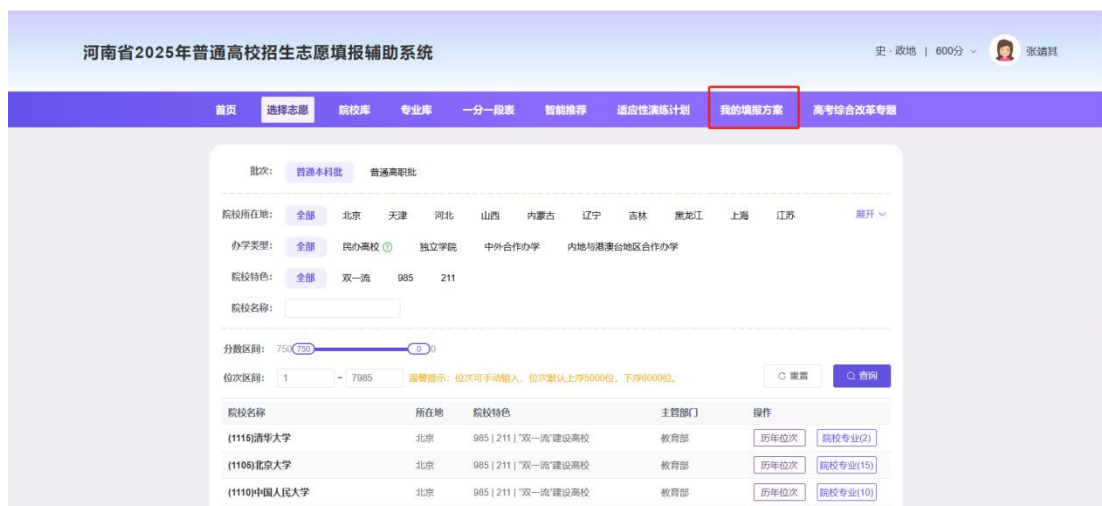 河南省2025年普通高校招生志愿填报辅助系统
史·政地 | 600分 张婧其
首页 选择志愿 院校库 专业库 一分一段表 智能推荐 适应性演练计划 我的填报方案 高考综合改革专题
批次: 普通本科批 普通高职批
院校所在地: 全部 北京 天津 河北 山西 内蒙古 辽宁 吉林 黑龙江 上海 江苏 展开
办学类型: 全部 民办高校 ? 独立学院 中外合作办学 内地与港澳台地区合作办学
院校特色: 全部 双一流 985 211
院校名称:
分数区间: 750 750 0 0
位次区间: 1 ~ 7985 温馨提示: 位次可手动输入, 位次默认上浮5000位, 下浮6000位。 重置 查询
院校名称 所在地 院校特色 主管部门 操作
(1115)清华大学 北京 985 | 211 | "双一流"建设高校 教育部 历年位次 院校专业(2)
(1105)北京大学 北京 985 | 211 | "双一流"建设高校 教育部 历年位次 院校专业(15)
(1110)中国人民大学 北京 985 | 211 | "双一流"建设高校 教育部 历年位次 院校专业(10)